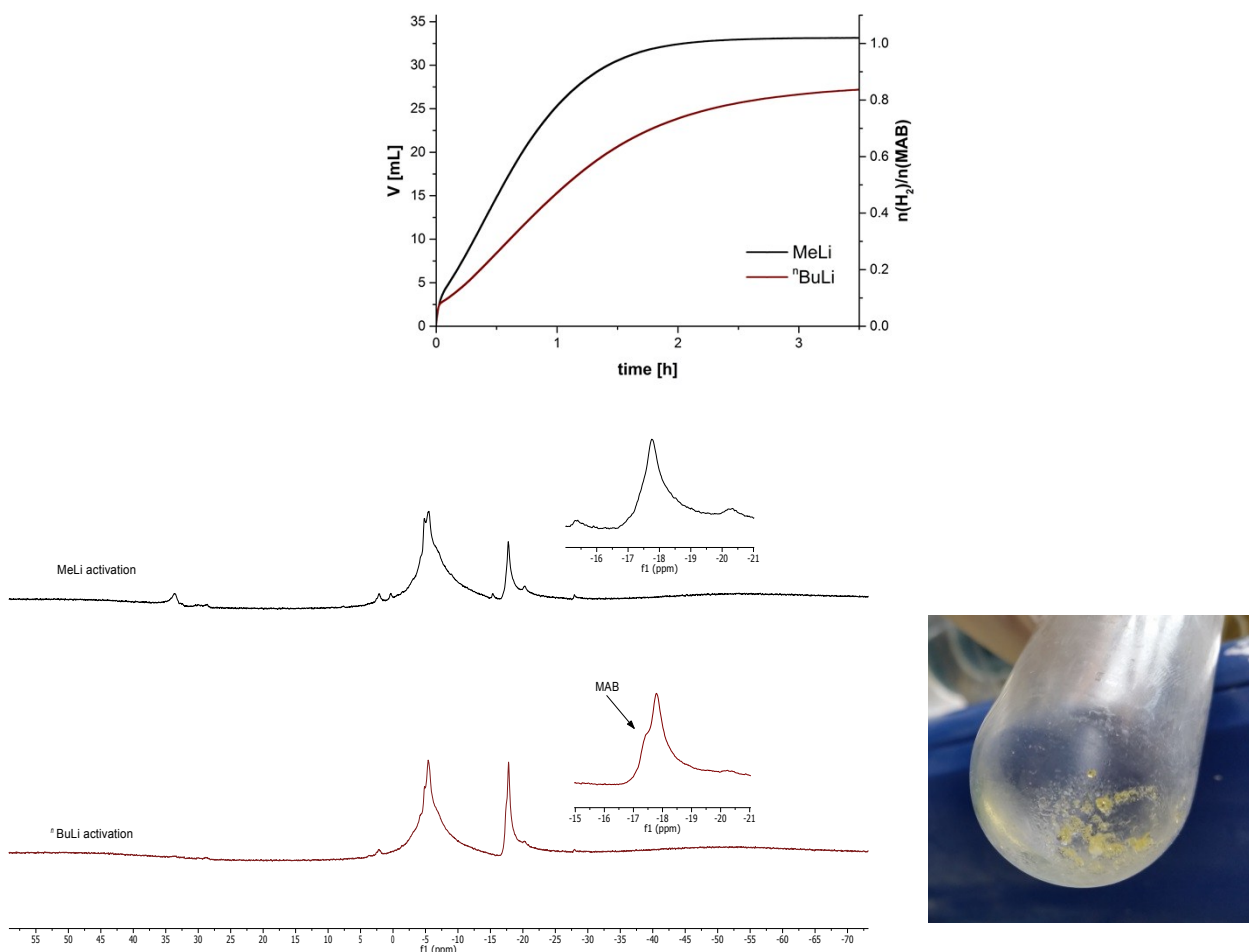 35
30
25
20
15
10
5
0
V [mL]
1.0
0.8
0.6
0.4
0.2
0.0
n(H2)/n(MAB)
MeLi
nBuLi
0 1 2 3
time [h]
-16 -17 -18 -19 -20 -21
f1 (ppm)
MeLi activation
MAB
-15 -16 -17 -18 -19 -20 -21
f1 (ppm)
nBuLi activation
55 50 45 40 35 30 25 20 15 10 5 0 -5 -10 -15 -20 -25 -30 -35 -40 -45 -50 -55 -60 -65 -70
f1 (ppm)